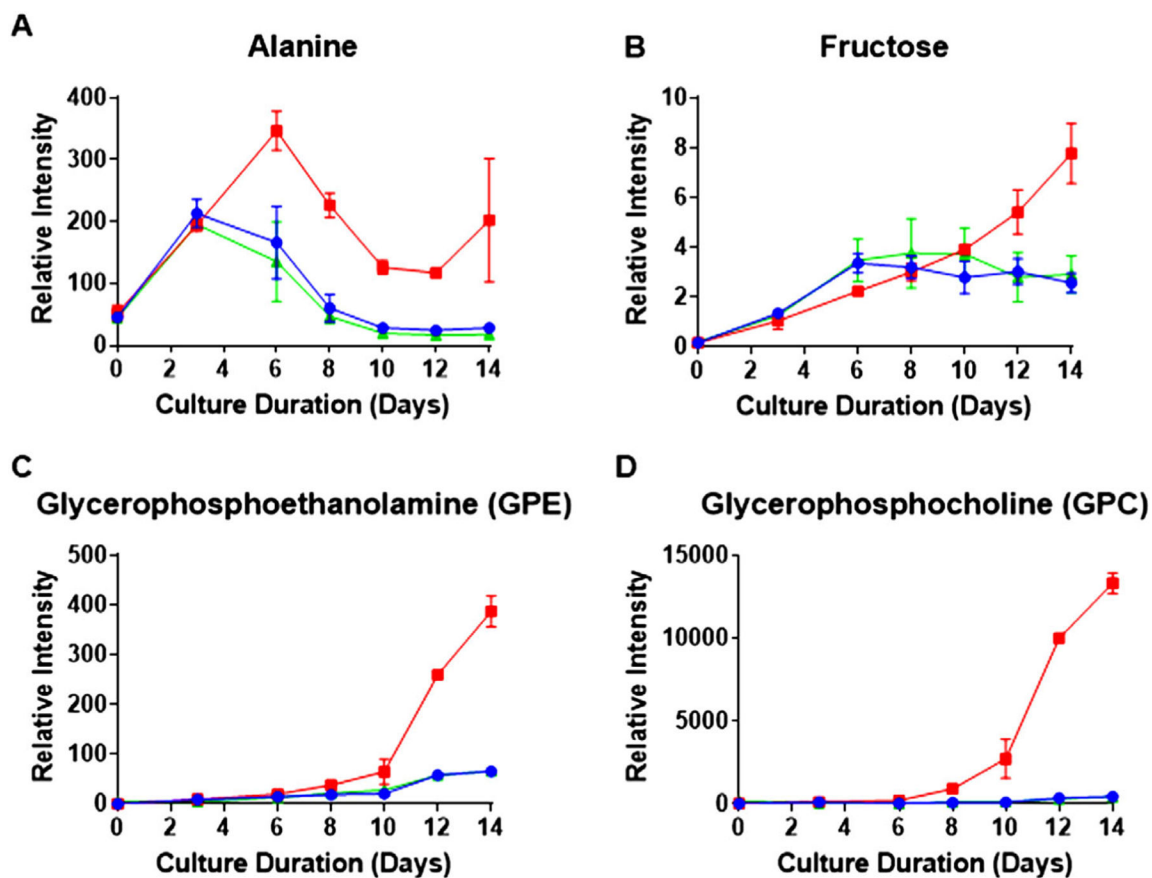 A
Alanine
Relative Intensity
400
300
200
100
0
0 2 4 6 8 10 12 14
Culture Duration (Days)
B
Fructose
Relative Intensity
10
8
6
4
2
0
0 2 4 6 8 10 12 14
Culture Duration (Days)
C
Glycerophosphoethanolamine (GPE)
Relative Intensity
500
400
300
200
100
0
0 2 4 6 8 10 12 14
Culture Duration (Days)
D
Glycerophosphocholine (GPC)
Relative Intensity
15000
10000
5000
0
0 2 4 6 8 10 12 14
Culture Duration (Days)